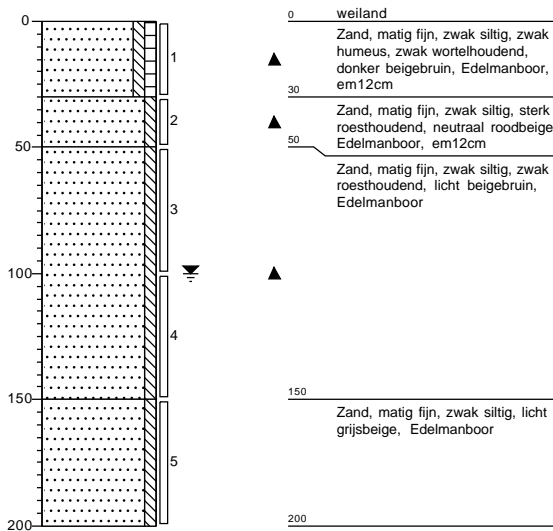 0
50
100
150
200
1
2
3
4
5
0 weiland
Zand, matig fijn, zwak siltig, zwak
humeus, zwak wortelhoudend,
donker beigebruin, Edelmanboor,
em12cm
30
Zand, matig fijn, zwak siltig, sterk
roesthoudend, neutraal roodbeige
Edelmanboor, em12cm
50
Zand, matig fijn, zwak siltig, zwak
roesthoudend, licht beigebruin,
Edelmanboor
150
Zand, matig fijn, zwak siltig, licht
grijsbeige, Edelmanboor
200